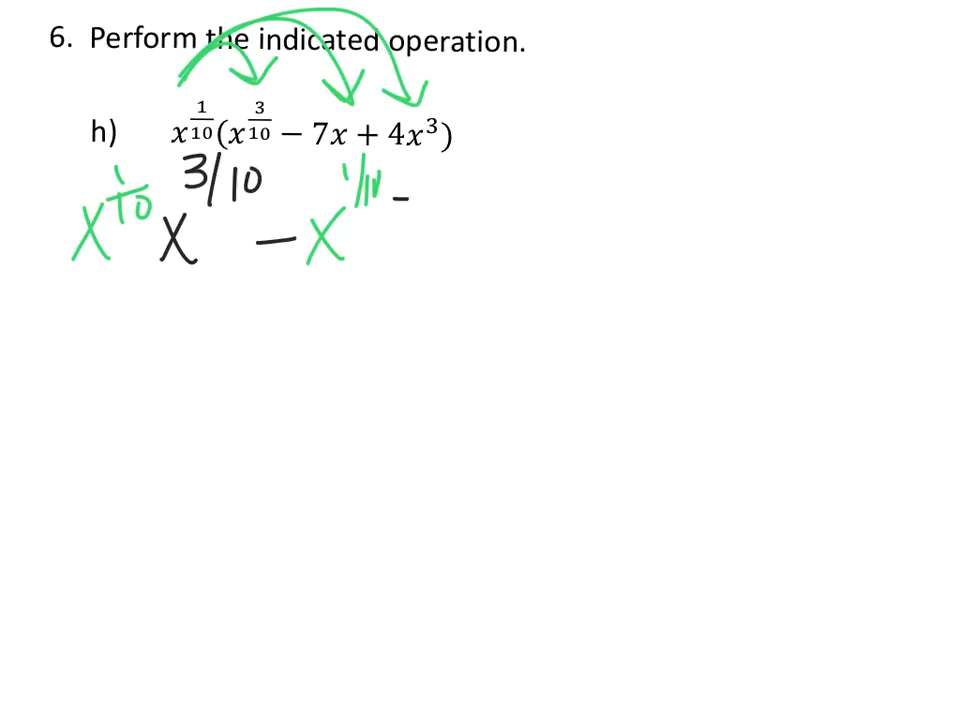 6. Perform the indicated operation.
h) x^{1/10}(x^{3/10} − 7x + 4x^3)
x^{1/10} x^{3/10} − x^{1/10} -